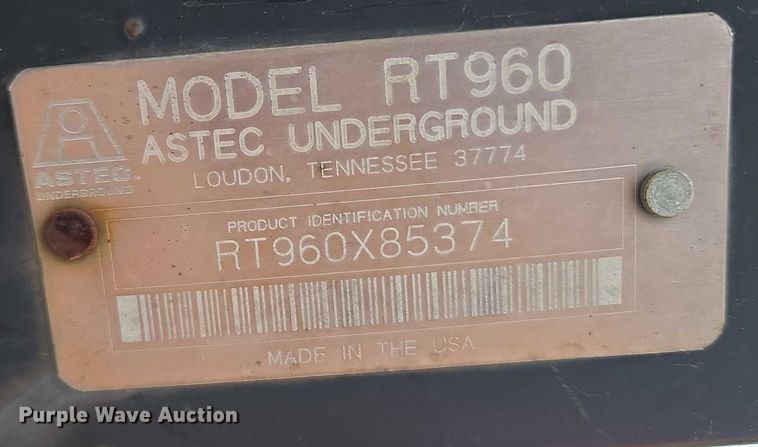 MODEL RT960
ASTEC UNDERGROUND
LOUDON, TENNESSEE 37774
ASTEC
UNDERGROUND
PRODUCT IDENTIFICATION NUMBER
RT960X85374
MADE IN THE USA
Purple Wave Auction